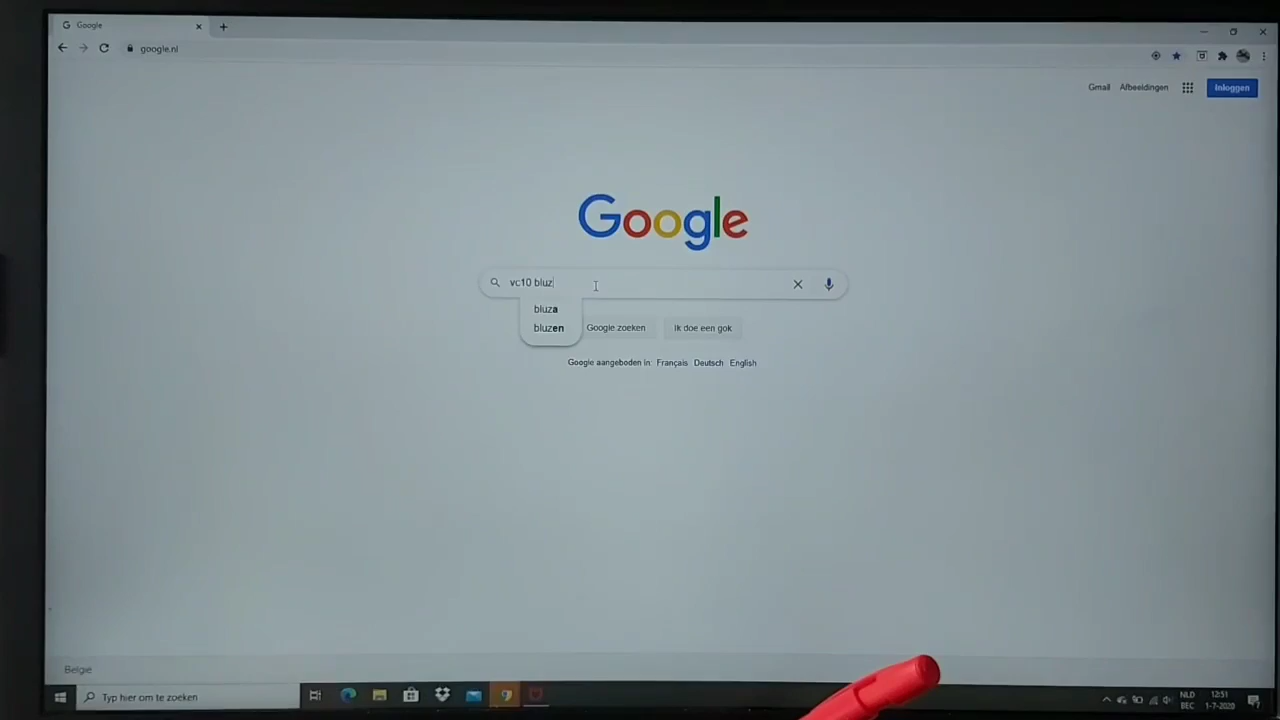 Google
google.nl
Gmail Afbeeldingen Inloggen
Google
vc10 bluz
bluza
bluzen
Google zoeken Ik doe een gok
Google aangeboden in: Français Deutsch English
België
Typ hier om te zoeken
NLD 12:51
BEC 1-7-2020